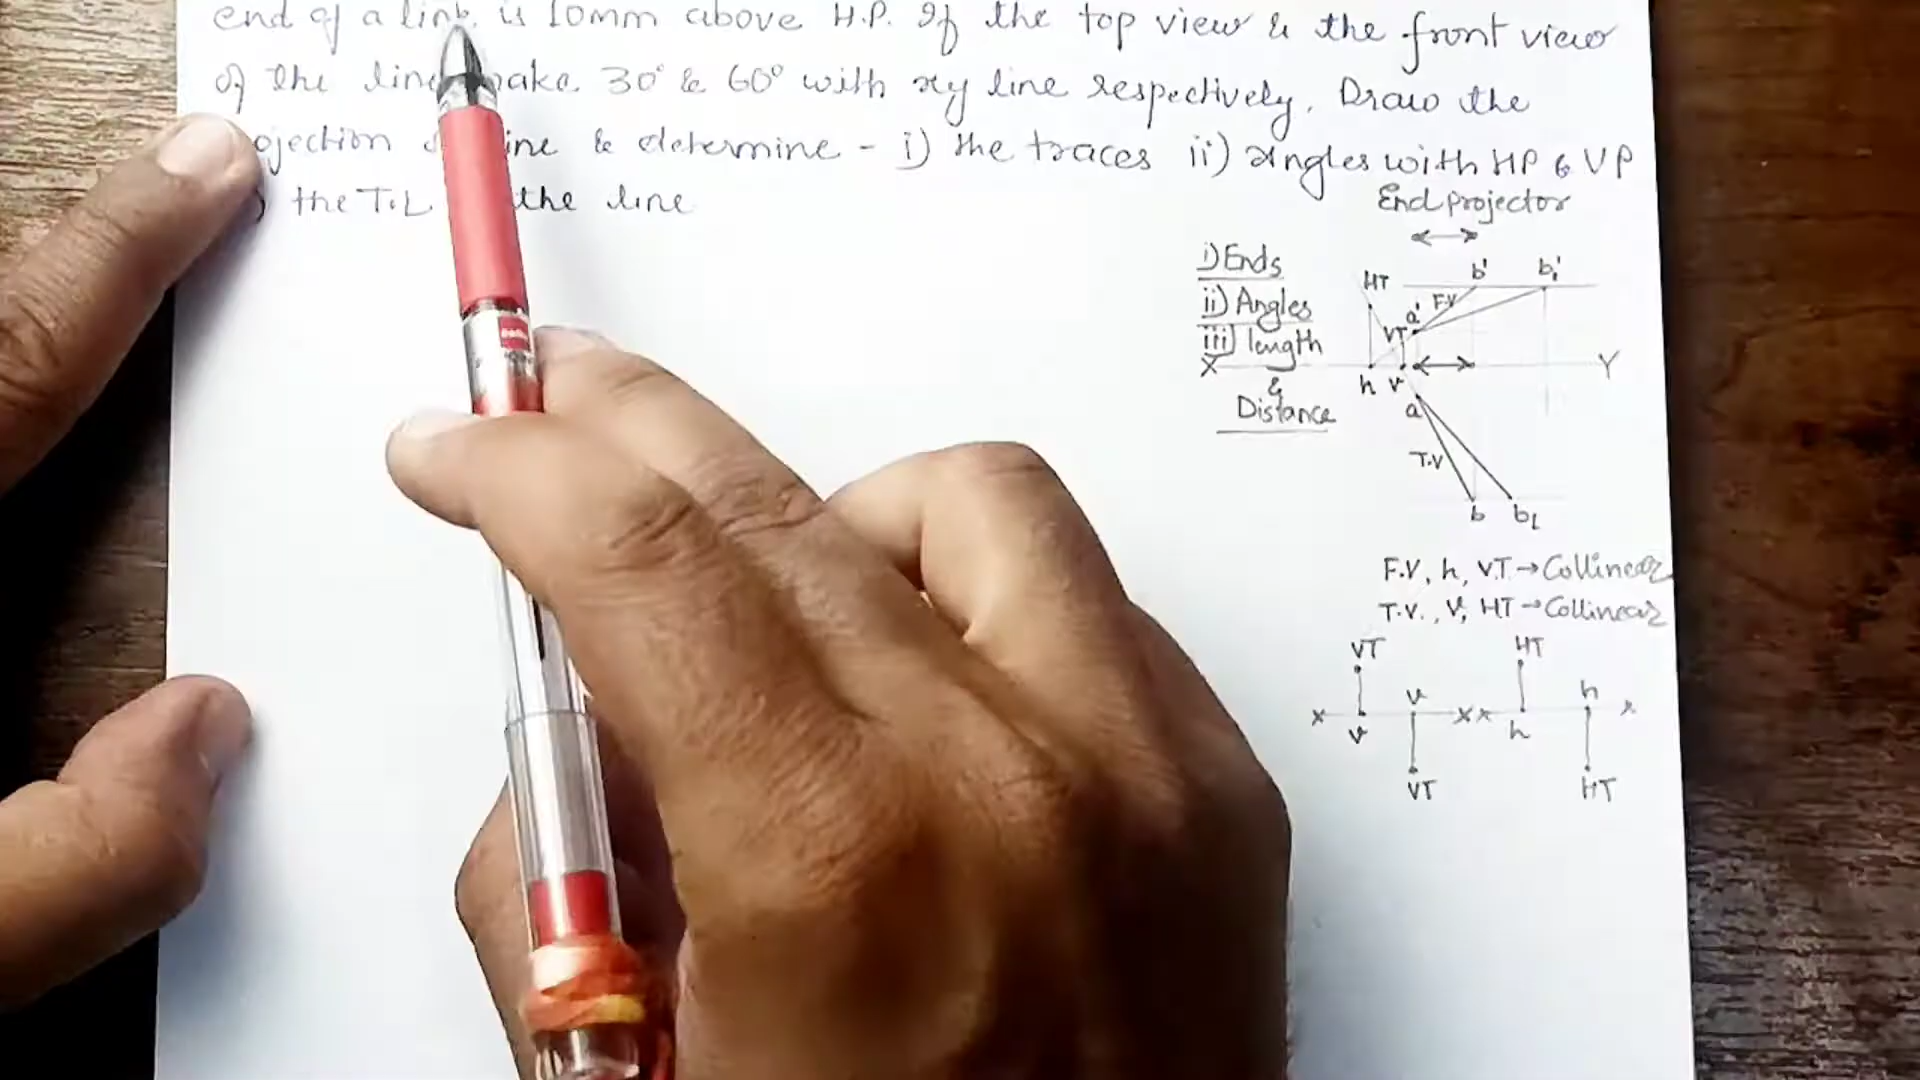 end of a line is 10mm above H.P. If the top view & the front view
of the line make 30° & 60° with xy line respectively. Draw the
ojection line & determine - i) the traces ii) angles with HP & VP
the T.L. the line
End projector
i) Ends
ii) Angles
iii) length
&
Distance
HT b' b₁'
F.V
a'
VT
X Y
h v
a
T.V
b b₁
F.V, h, V.T. → Collinear
T.V., V, HT → Collinear
VT HT
v h
X X X x
v h
VT HT